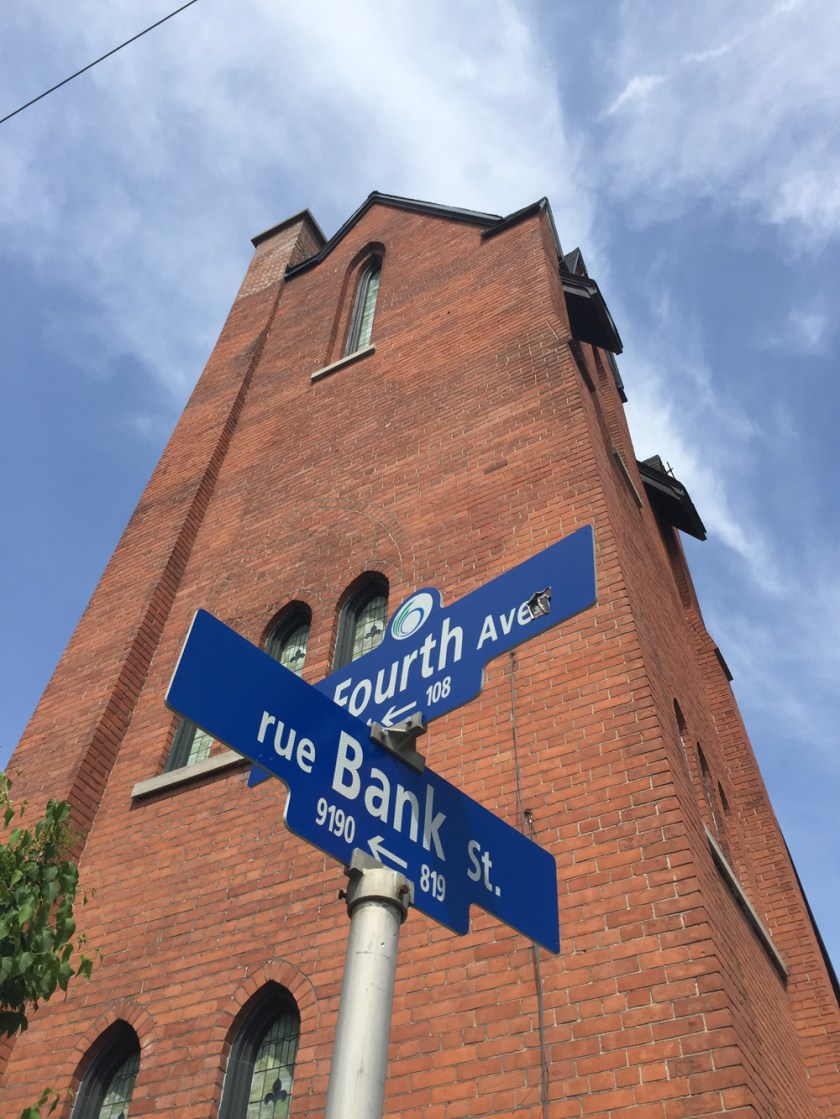 Fourth Ave
← 108
rue Bank St.
9190 ← 819